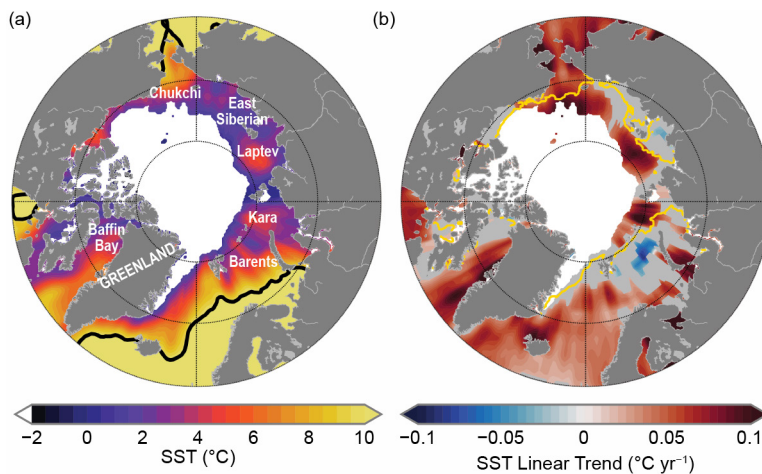 (a)
Chukchi
East
Siberian
Laptev
Kara
Baffin
Bay
GREENLAND
Barents
−2 0 2 4 6 8 10
SST (°C)
(b)
−0.1 −0.05 0 0.05 0.1
SST Linear Trend (°C yr⁻¹)